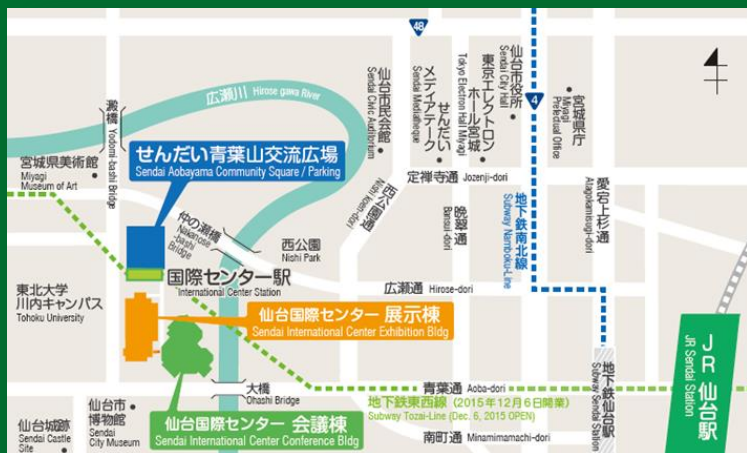 48
広瀬川 Hirose gawa River
仙台市民会館
Sendai Civic Auditorium
せんだい
メディアテーク
Sendai Mediatheque
東京エレクトロン
ホール宮城
Tokyo Electron Hall Miyagi
仙台市役所
Sendai City Hall
4
宮城県庁
Miyagi
Prefectual Office
澱橋 Yodomi-bashi Bridge
せんだい青葉山交流広場
Sendai Aobayama Community Square / Parking
宮城県美術館
Miyagi
Museum of Art
仲の瀬橋
Nakanose
-bashi
Bridge
西公園
Nishi Park
西公園通
Nishi Koen-dori
定禅寺通 Jozenji-dori
晩翠通
Bansui-dori
地下鉄南北線
Subway Namboku-Line
愛宕上杉通
Atagokamisugi-dori
国際センター駅
International Center Station
広瀬通 Hirose-dori
東北大学
川内キャンパス
Tohoku University
仙台国際センター 展示棟
Sendai International Center Exhibition Bldg
大橋
Ohashi Bridge
青葉通 Aoba-dori
地下鉄東西線（2015年12月6日開業）
Subway Tozai-Line (Dec. 6, 2015 OPEN)
地下鉄仙台駅
Subway Sendai Station
JR 仙台駅
JR Sendai Station
仙台城跡
Sendai Castle
Site
仙台市
博物館
Sendai
City Museum
仙台国際センター 会議棟
Sendai International Center Conference Bldg
南町通 Minamimamachi-dori